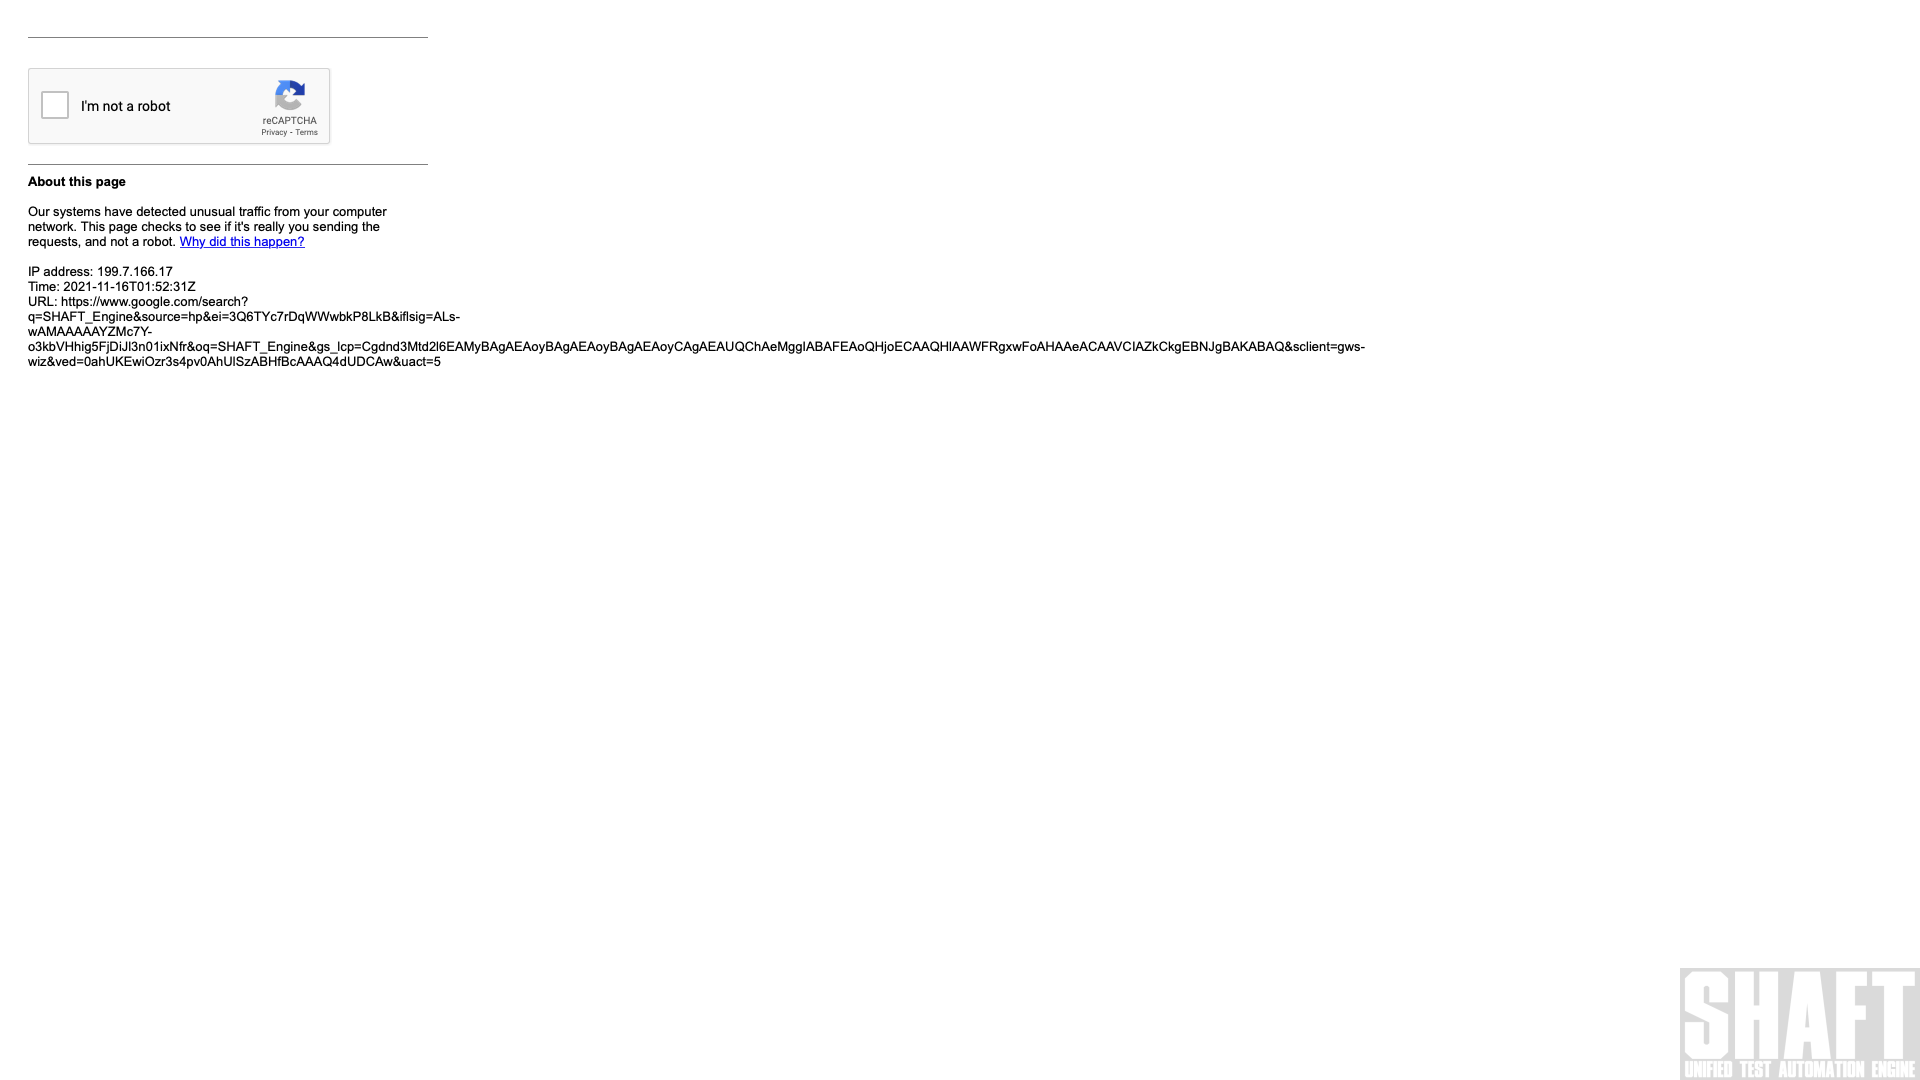 I'm not a robot
reCAPTCHA
Privacy - Terms
About this page
Our systems have detected unusual traffic from your computer
network. This page checks to see if it's really you sending the
requests, and not a robot. Why did this happen?
IP address: 199.7.166.17
Time: 2021-11-16T01:52:31Z
URL: https://www.google.com/search?
q=SHAFT_Engine&source=hp&ei=3Q6TYc7rDqWWwbkP8LkB&iflsig=ALs-
wAMAAAAAYZMc7Y-
o3kbVHhig5FjDiJl3n01ixNfr&oq=SHAFT_Engine&gs_lcp=Cgdnd3Mtd2l6EAMyBAgAEAoyBAgAEAoyBAgAEAoyCAgAEAUQChAeMggIABAFEAoQHjoECAAQHlAAWFRgxwFoAHAAeACAAVCIAZkCkgEBNJgBAKABAQ&sclient=gws-
wiz&ved=0ahUKEwiOzr3s4pv0AhUlSzABHfBcAAAQ4dUDCAw&uact=5
SHAFT
UNIFIED TEST AUTOMATION ENGINE